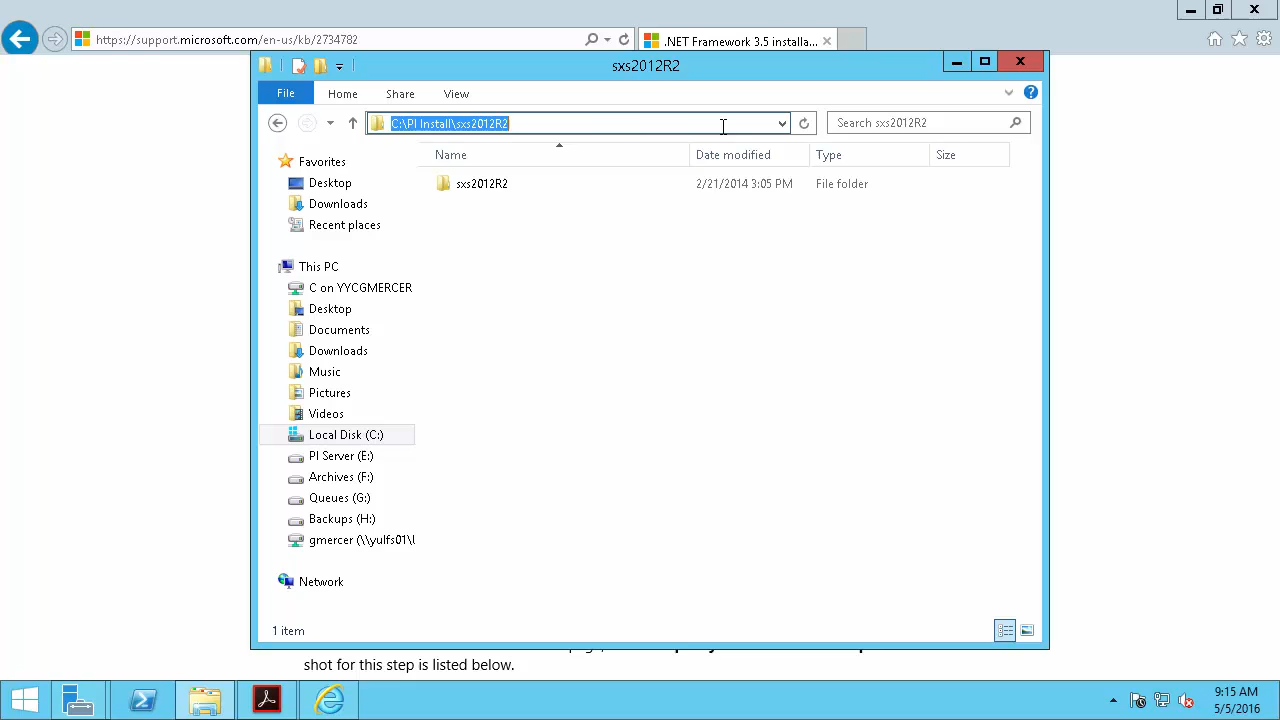 https://support.microsoft.com/en-us/kb/2734782
.NET Framework 3.5 installa...
sxs2012R2
File
Home
Share
View
C:\PI Install\sxs2012R2
Search sxs2012R2
Name
Date modified
Type
Size
sxs2012R2
2/21/2014 3:05 PM
File folder
Favorites
Desktop
Downloads
Recent places
This PC
C on YYCGMERCER
Desktop
Documents
Downloads
Music
Pictures
Videos
Local Disk (C:)
PI Server (E:)
Archives (F:)
Queues (G:)
Backups (H:)
gmercer (\\yulfs01\
Network
1 item
shot for this step is listed below.
9:15 AM
5/5/2016